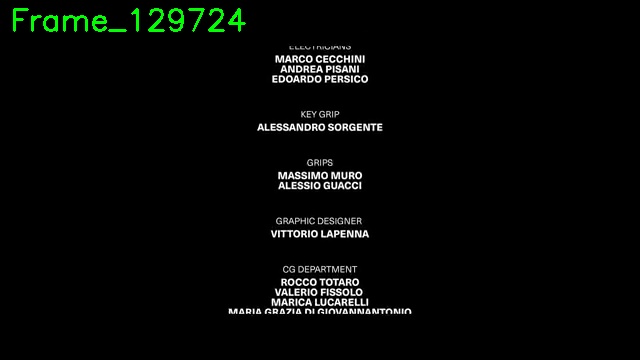 Frame_129724
ELECTRICIANS
MARCO CECCHINI
ANDREA PISANI
EDOARDO PERSICO
KEY GRIP
ALESSANDRO SORGENTE
GRIPS
MASSIMO MURO
ALESSIO GUACCI
GRAPHIC DESIGNER
VITTORIO LAPENNA
CG DEPARTMENT
ROCCO TOTARO
VALERIO FISSOLO
MARICA LUCARELLI
MARIA GRAZIA DI GIOVANNANTONIO